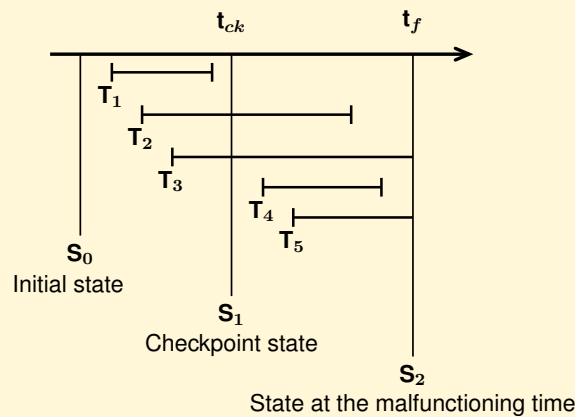 t_ck t_f
T_1
T_2
T_3
T_4
T_5
S_0
Initial state
S_1
Checkpoint state
S_2
State at the malfunctioning time